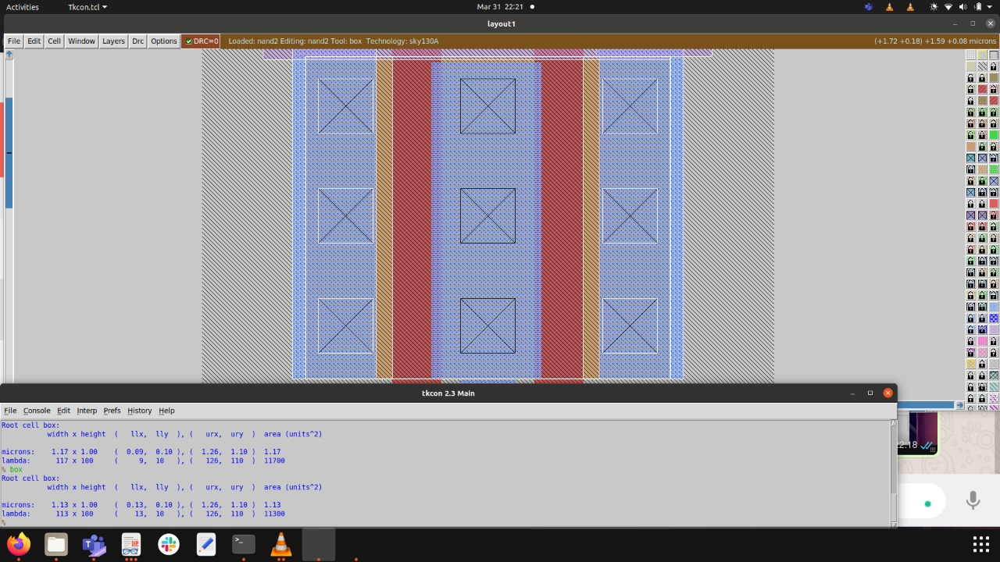 Activities
Tkcon.tcl
Mar 31 22:21
layout1
File Edit Cell Window Layers Drc Options DRC=0 Loaded: nand2 Editing: nand2 Tool: box Technology: sky130A (+1.72 +0.18) +1.59 +0.08 microns
tkcon 2.3 Main
File Console Edit Interp Prefs History Help
Root cell box:
width x height ( llx, lly ), ( urx, ury ) area (units^2)
microns: 1.17 x 1.00 ( 0.09, 0.10 ), ( 1.26, 1.10 ) 1.17
lambda: 117 x 100 ( 9, 10 ), ( 126, 110 ) 11700
% box
Root cell box:
width x height ( llx, lly ), ( urx, ury ) area (units^2)
microns: 1.13 x 1.00 ( 0.13, 0.10 ), ( 1.26, 1.10 ) 1.13
lambda: 113 x 100 ( 13, 10 ), ( 126, 110 ) 11300
%